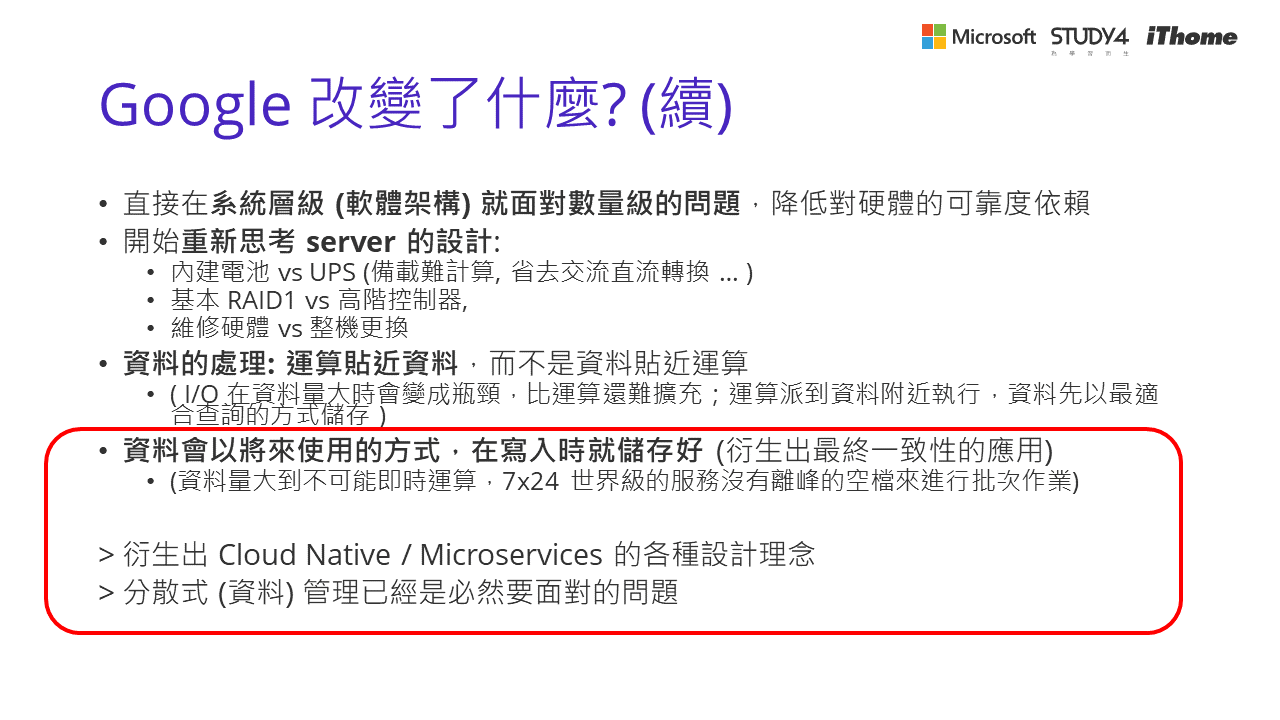 Microsoft STUDY4 iThome
為學習而生
Google 改變了什麼? (續)
• 直接在系統層級 (軟體架構) 就面對數量級的問題，降低對硬體的可靠度依賴
• 開始重新思考 server 的設計:
• 內建電池 vs UPS (備載難計算, 省去交流直流轉換 ... )
• 基本 RAID1 vs 高階控制器,
• 維修硬體 vs 整機更換
• 資料的處理: 運算貼近資料，而不是資料貼近運算
• ( I/O 在資料量大時會變成瓶頸，比運算還難擴充；運算派到資料附近執行，資料先以最適
合查詢的方式儲存 )
• 資料會以將來使用的方式，在寫入時就儲存好 (衍生出最終一致性的應用)
• (資料量大到不可能即時運算，7x24 世界級的服務沒有離峰的空檔來進行批次作業)
> 衍生出 Cloud Native / Microservices 的各種設計理念
> 分散式 (資料) 管理已經是必然要面對的問題